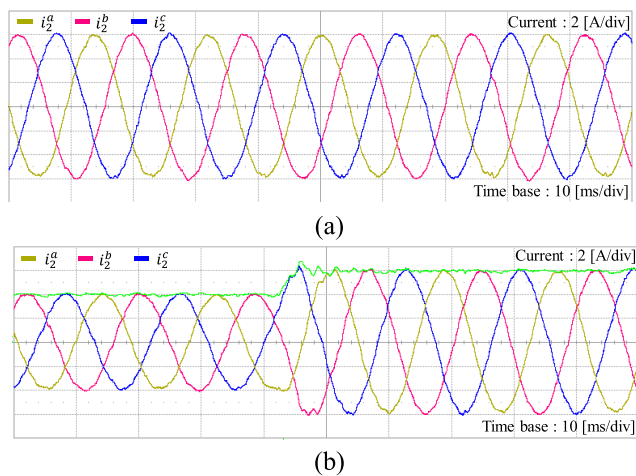 i₂ᵃ i₂ᵇ i₂ᶜ Current : 2 [A/div]
Time base : 10 [ms/div]
(a)
i₂ᵃ i₂ᵇ i₂ᶜ Current : 2 [A/div]
Time base : 10 [ms/div]
(b)